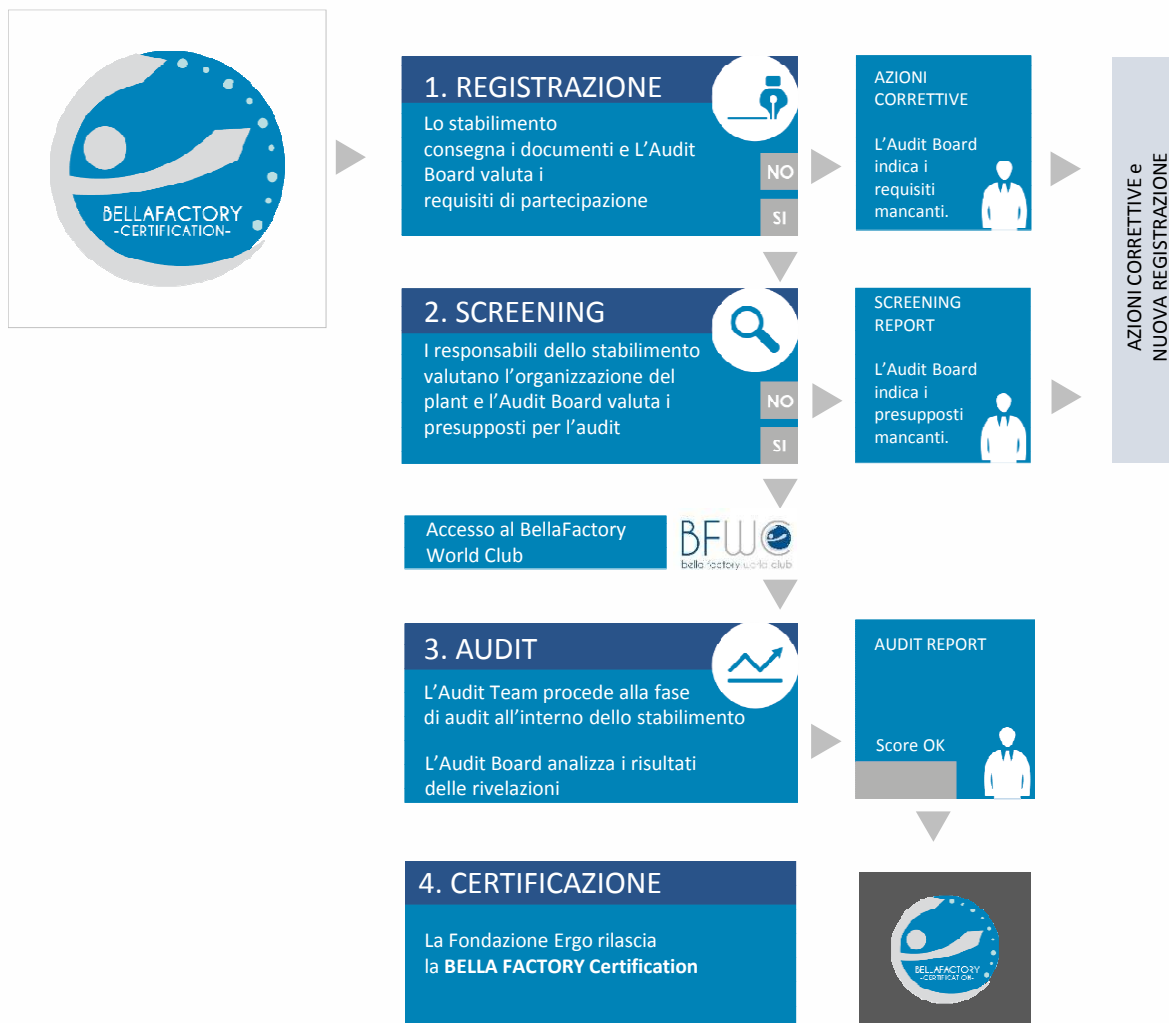 BELLAFACTORY
-CERTIFICATION-
1. REGISTRAZIONE
Lo stabilimento
consegna i documenti e L'Audit
Board valuta i
requisiti di partecipazione
NO
SI
AZIONI
CORRETTIVE
L'Audit Board
indica i
requisiti
mancanti.
AZIONI CORRETTIVE e
NUOVA REGISTRAZIONE
2. SCREENING
I responsabili dello stabilimento
valutano l'organizzazione del
plant e l'Audit Board valuta i
presupposti per l'audit
NO
SI
SCREENING
REPORT
L'Audit Board
indica i
presupposti
mancanti.
Accesso al BellaFactory
World Club
BFWC
bella factory world club
3. AUDIT
L'Audit Team procede alla fase
di audit all'interno dello stabilimento
L'Audit Board analizza i risultati
delle rivelazioni
AUDIT REPORT
Score OK
4. CERTIFICAZIONE
La Fondazione Ergo rilascia
la BELLA FACTORY Certification
BELLAFACTORY
-CERTIFICATION-